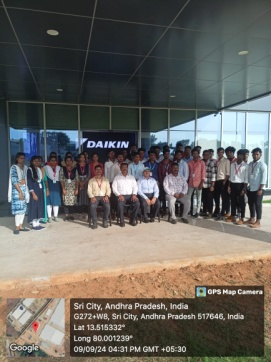 DAIKIN
GPS Map Camera
Sri City, Andhra Pradesh, India
G272+W8, Sri City, Andhra Pradesh 517646, India
Lat 13.515332°
Long 80.001239°
09/09/24 04:31 PM GMT +05:30
Google